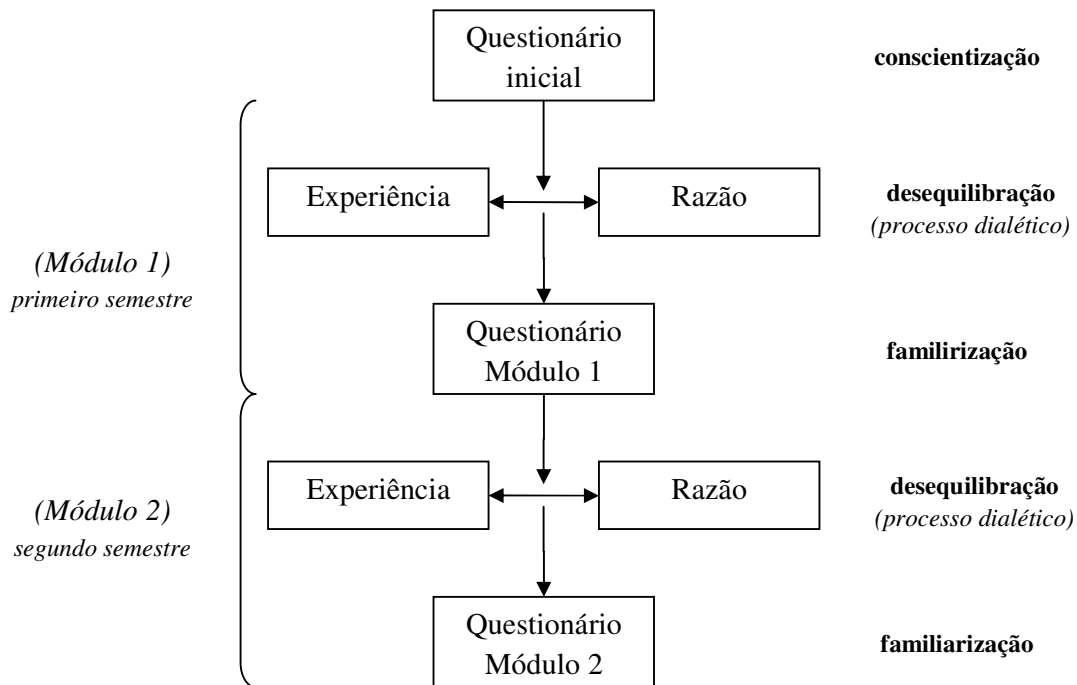 Questionário
inicial
conscientização
Experiência
Razão
desequilibração
(processo dialético)
(Módulo 1)
primeiro semestre
Questionário
Módulo 1
familirização
Experiência
Razão
desequilibração
(processo dialético)
(Módulo 2)
segundo semestre
Questionário
Módulo 2
familiarização